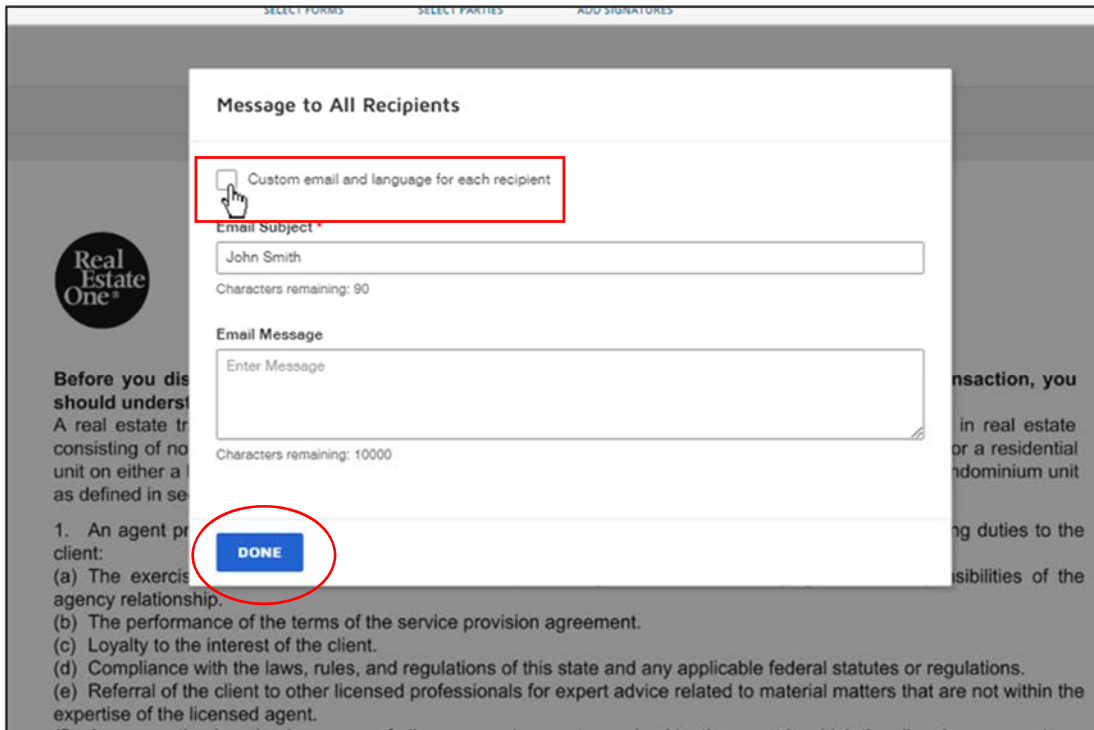 SELECT FORMS SELECT PARTIES ADD SIGNATURES
Message to All Recipients
Custom email and language for each recipient
Email Subject *
John Smith
Characters remaining: 90
Email Message
Enter Message
Characters remaining: 10000
DONE
Real
Estate
One®
Before you dis nsaction, you
should underst
A real estate tr in real estate
consisting of no or a residential
unit on either a ndominium unit
as defined in se
1. An agent pr ng duties to the
client:
(a) The exercis sibilities of the
agency relationship.
(b) The performance of the terms of the service provision agreement.
(c) Loyalty to the interest of the client.
(d) Compliance with the laws, rules, and regulations of this state and any applicable federal statutes or regulations.
(e) Referral of the client to other licensed professionals for expert advice related to material matters that are not within the
expertise of the licensed agent.